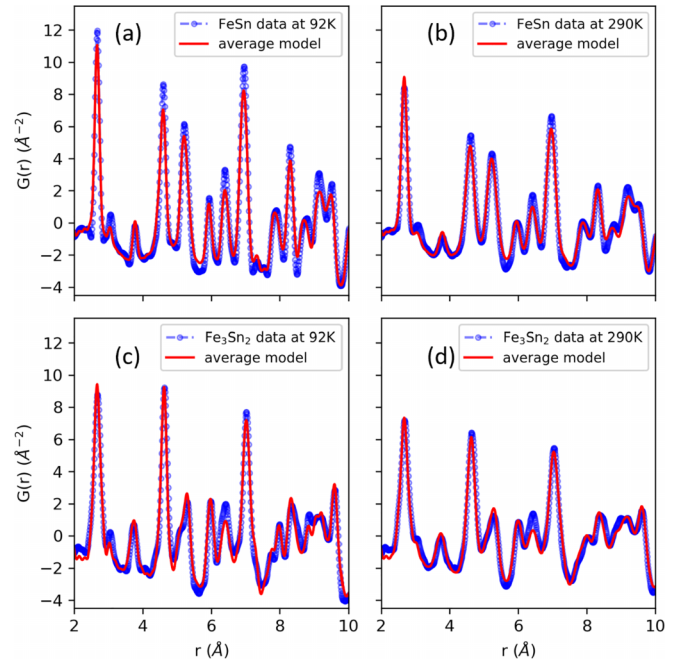 (a)
FeSn data at 92K
average model
(b)
FeSn data at 290K
average model
G(r) (Å⁻²)
12
10
8
6
4
2
0
−2
−4
(c)
Fe₃Sn₂ data at 92K
average model
(d)
Fe₃Sn₂ data at 290K
average model
G(r) (Å⁻²)
12
10
8
6
4
2
0
−2
−4
2
4
6
8
10
2
4
6
8
10
r (Å)
r (Å)